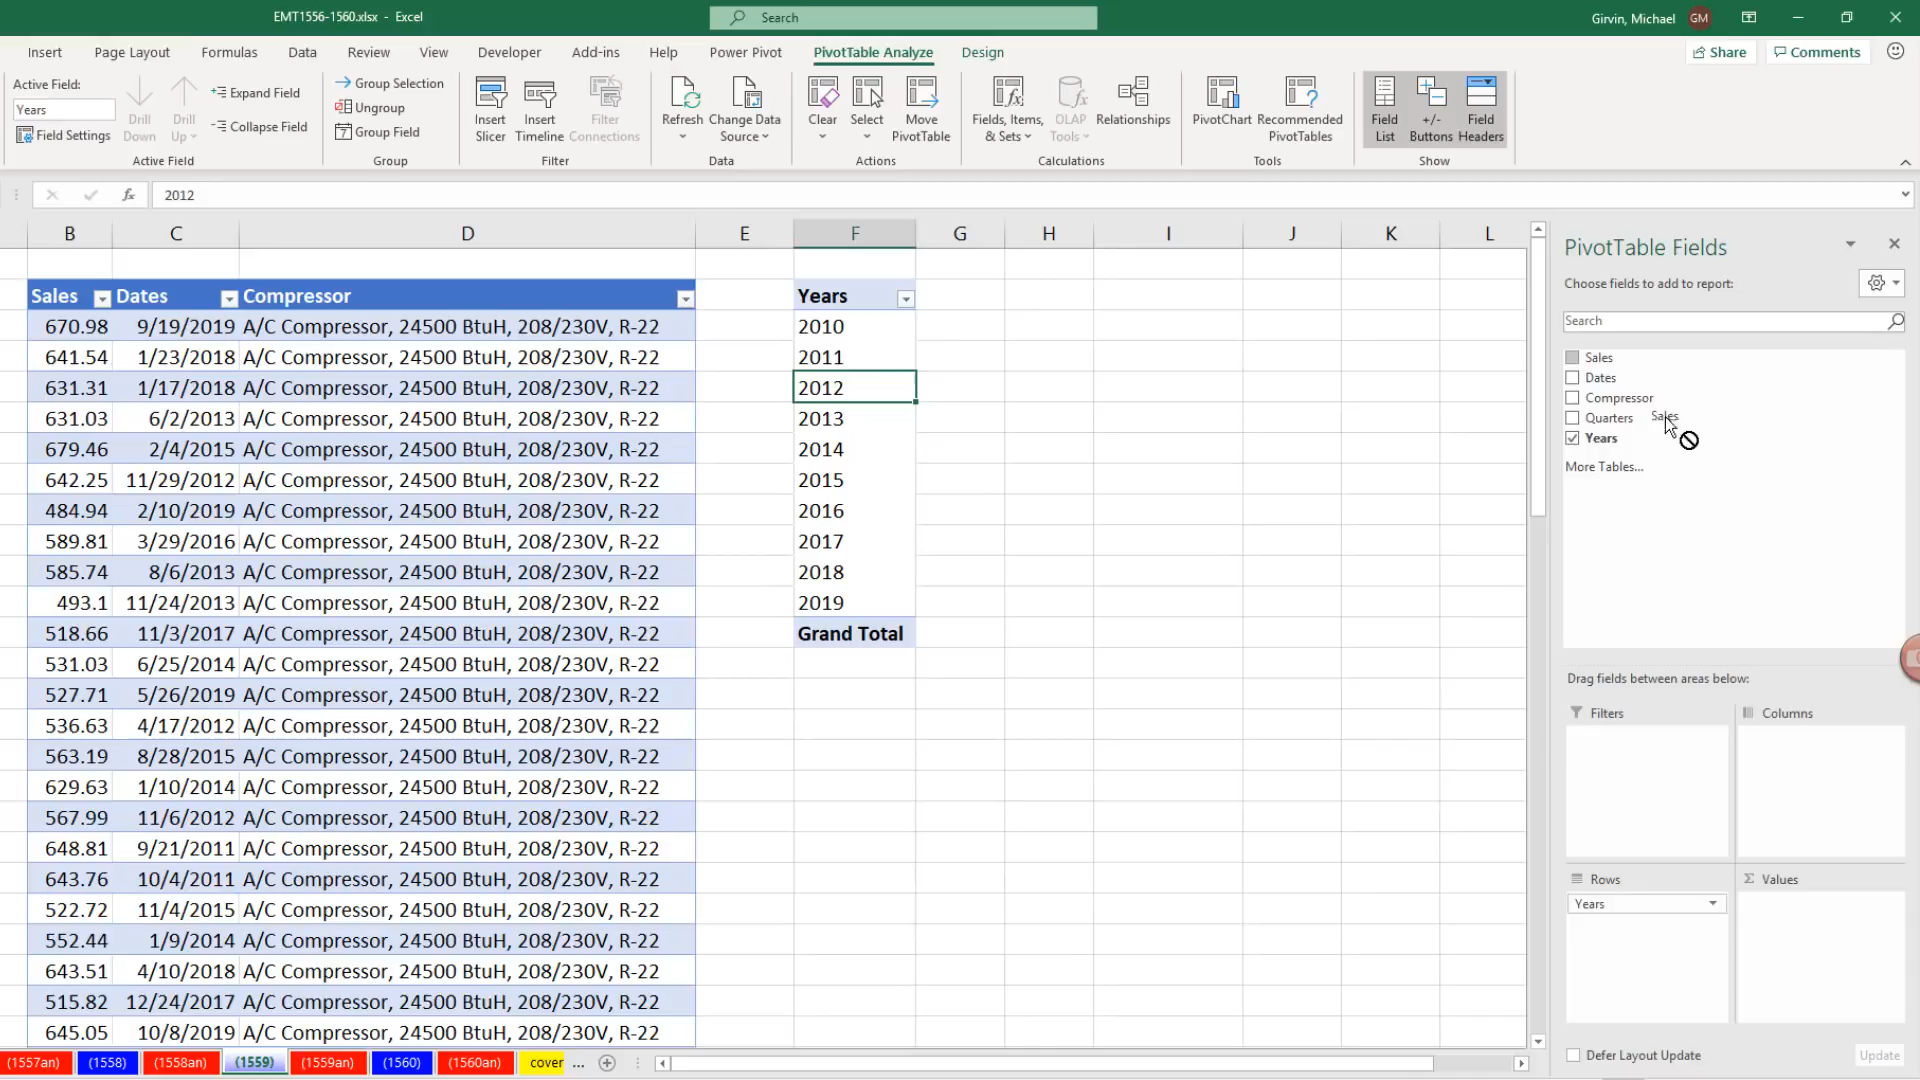 EMT1556-1560.xlsx - Excel
Search
Girvin, Michael GM
Insert Page Layout Formulas Data Review View Developer Add-ins Help Power Pivot PivotTable Analyze Design Share Comments
Active Field:
Years
Field Settings
Drill Down
Drill Up
Expand Field
Collapse Field
Active Field
Group Selection
Ungroup
Group Field
Group
Insert Slicer
Insert Timeline
Filter Connections
Filter
Refresh
Change Data Source
Data
Clear
Select
Move PivotTable
Actions
Fields, Items, & Sets
OLAP Tools
Relationships
Calculations
PivotChart
Recommended PivotTables
Tools
Field List
+/- Buttons
Field Headers
Show
fx 2012
B C D E F G H I J K L
Sales Dates Compressor Years
670.98 9/19/2019 A/C Compressor, 24500 BtuH, 208/230V, R-22 2010
641.54 1/23/2018 A/C Compressor, 24500 BtuH, 208/230V, R-22 2011
631.31 1/17/2018 A/C Compressor, 24500 BtuH, 208/230V, R-22 2012
631.03 6/2/2013 A/C Compressor, 24500 BtuH, 208/230V, R-22 2013
679.46 2/4/2015 A/C Compressor, 24500 BtuH, 208/230V, R-22 2014
642.25 11/29/2012 A/C Compressor, 24500 BtuH, 208/230V, R-22 2015
484.94 2/10/2019 A/C Compressor, 24500 BtuH, 208/230V, R-22 2016
589.81 3/29/2016 A/C Compressor, 24500 BtuH, 208/230V, R-22 2017
585.74 8/6/2013 A/C Compressor, 24500 BtuH, 208/230V, R-22 2018
493.1 11/24/2013 A/C Compressor, 24500 BtuH, 208/230V, R-22 2019
518.66 11/3/2017 A/C Compressor, 24500 BtuH, 208/230V, R-22 Grand Total
531.03 6/25/2014 A/C Compressor, 24500 BtuH, 208/230V, R-22
527.71 5/26/2019 A/C Compressor, 24500 BtuH, 208/230V, R-22
536.63 4/17/2012 A/C Compressor, 24500 BtuH, 208/230V, R-22
563.19 8/28/2015 A/C Compressor, 24500 BtuH, 208/230V, R-22
629.63 1/10/2014 A/C Compressor, 24500 BtuH, 208/230V, R-22
567.99 11/6/2012 A/C Compressor, 24500 BtuH, 208/230V, R-22
648.81 9/21/2011 A/C Compressor, 24500 BtuH, 208/230V, R-22
643.76 10/4/2011 A/C Compressor, 24500 BtuH, 208/230V, R-22
522.72 11/4/2015 A/C Compressor, 24500 BtuH, 208/230V, R-22
552.44 1/9/2014 A/C Compressor, 24500 BtuH, 208/230V, R-22
643.51 4/10/2018 A/C Compressor, 24500 BtuH, 208/230V, R-22
515.82 12/24/2017 A/C Compressor, 24500 BtuH, 208/230V, R-22
645.05 10/8/2019 A/C Compressor, 24500 BtuH, 208/230V, R-22
(1557an) (1558) (1558an) (1559) (1559an) (1560) (1560an) cover ...
PivotTable Fields
Choose fields to add to report:
Search
Sales
Dates
Compressor
Quarters Sales
Years
More Tables...
Drag fields between areas below:
Filters
Columns
Rows
Σ Values
Years
Defer Layout Update
Update